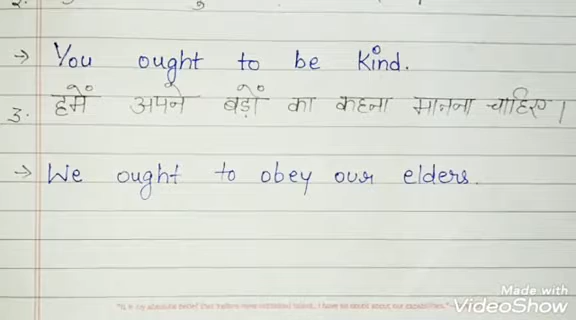 2.
→ You ought to be kind.
3. हमें अपने बड़ों का कहना मानना चाहिए।
→ We ought to obey our elders.
Made with
VideoShow